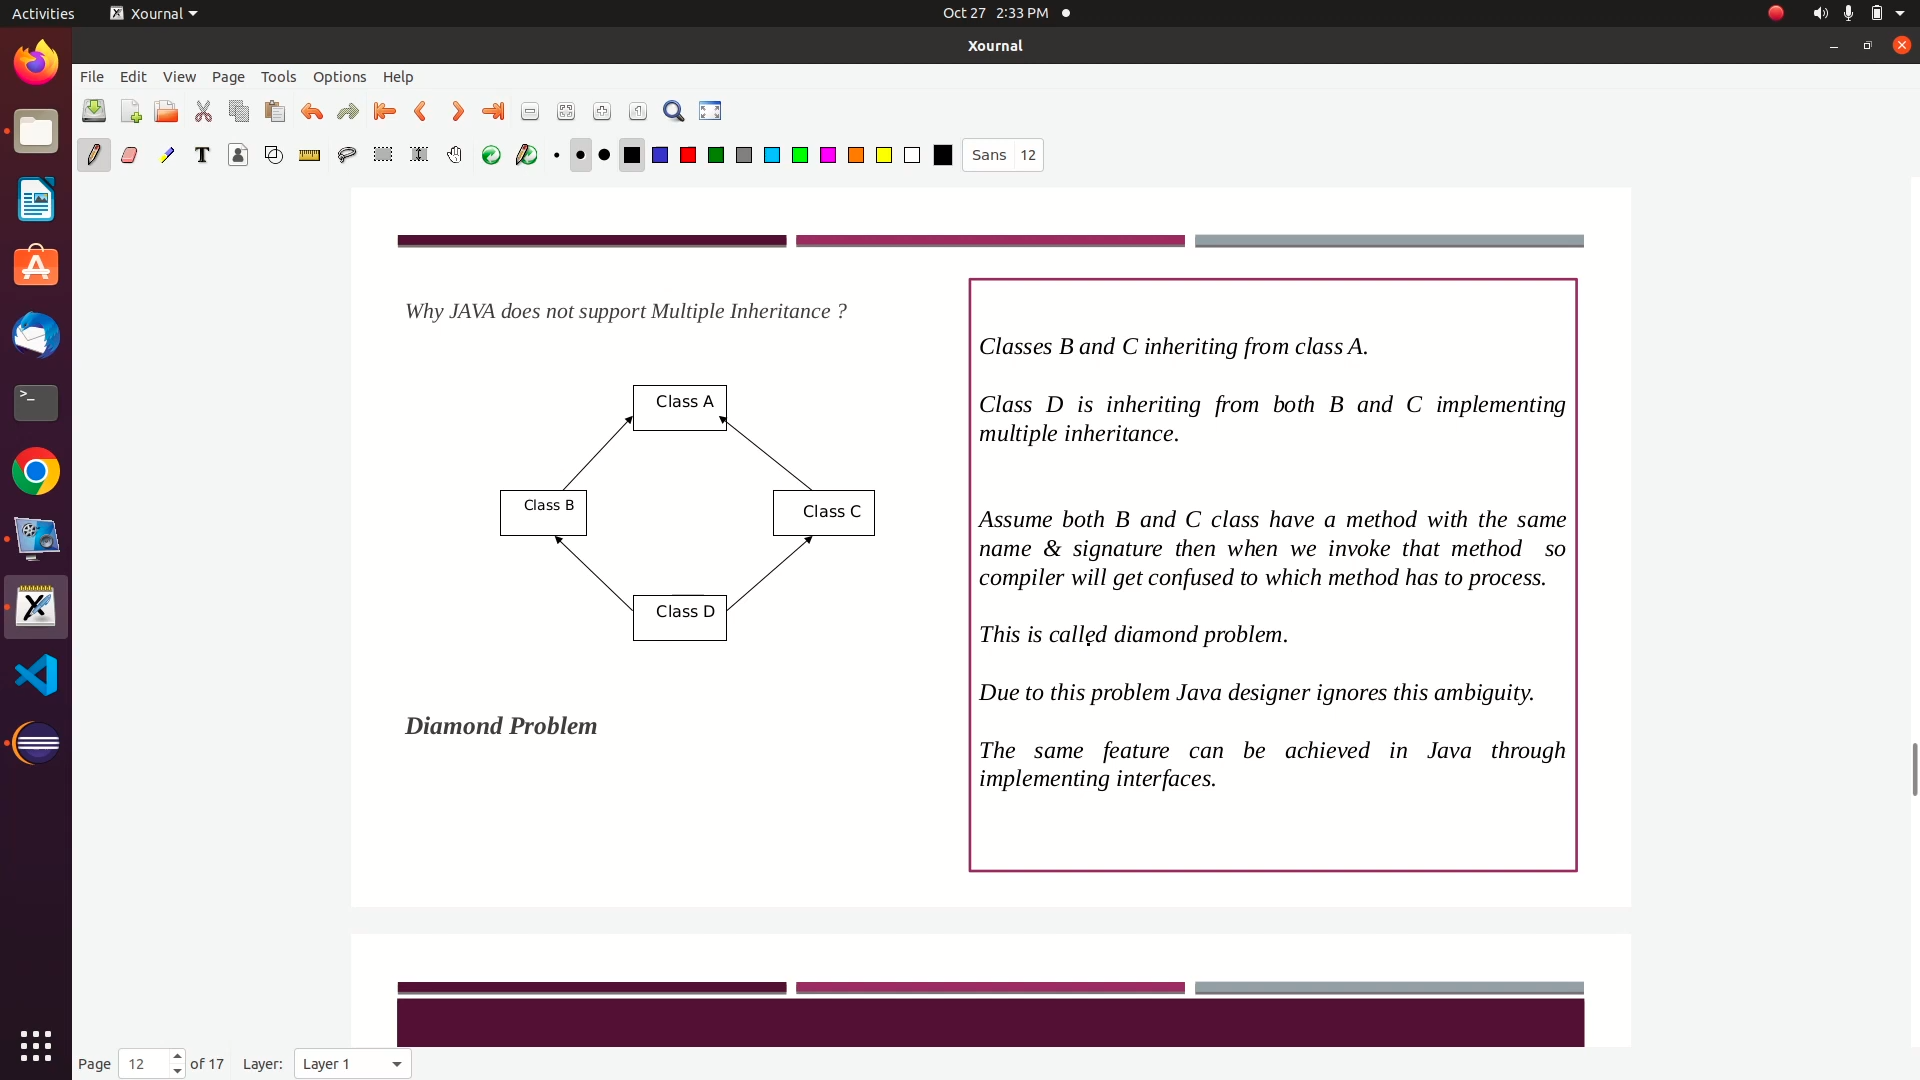 Activities
Xournal
Oct 27 2:33 PM
Xournal
File Edit View Page Tools Options Help
T
Sans 12
Why JAVA does not support Multiple Inheritance ?
Class A
Class B
Class C
Class D
Diamond Problem
Classes B and C inheriting from class A.
Class D is inheriting from both B and C implementing
multiple inheritance.
Assume both B and C class have a method with the same
name & signature then when we invoke that method so
compiler will get confused to which method has to process.
This is called diamond problem.
Due to this problem Java designer ignores this ambiguity.
The same feature can be achieved in Java through
implementing interfaces.
Page 12 of 17 Layer: Layer 1